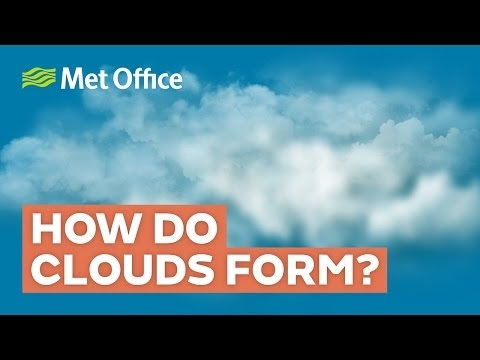 Met Office
HOW DO
CLOUDS FORM?